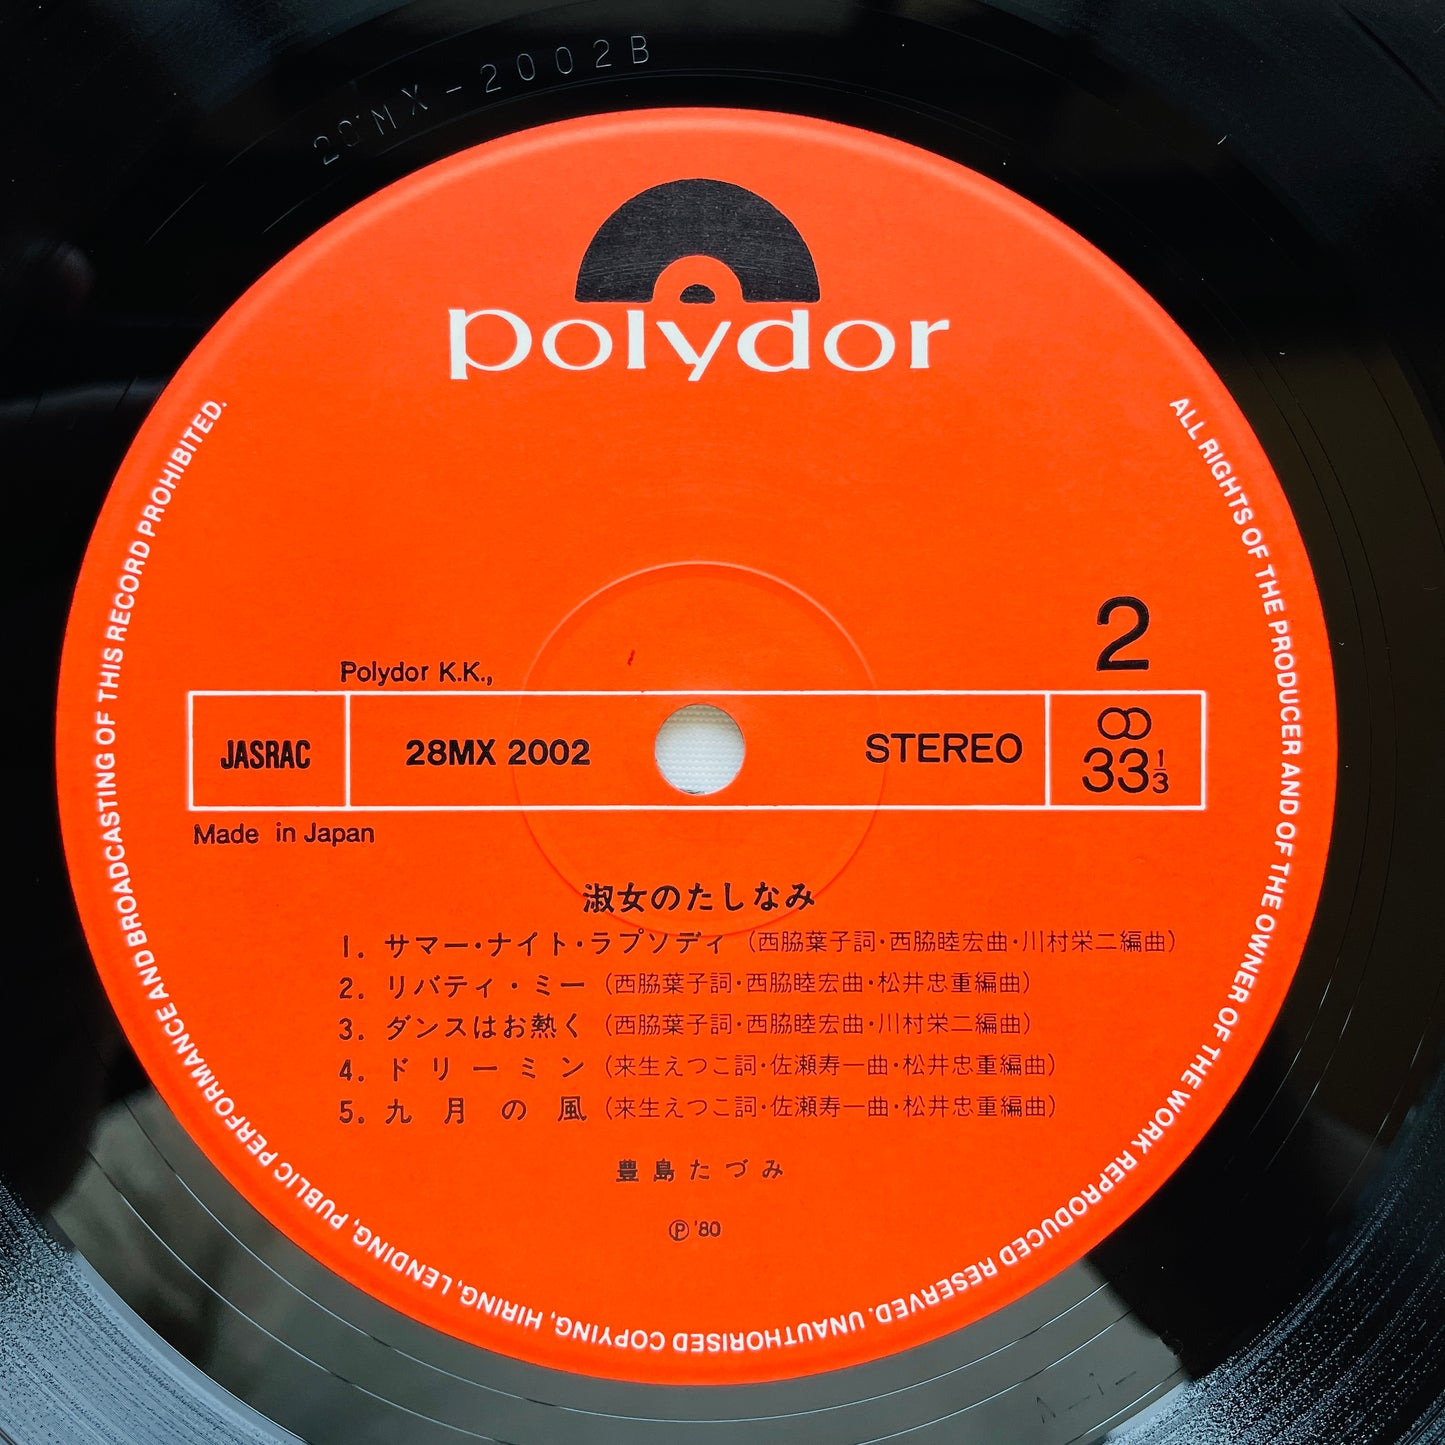 28MX-2002B
polydor
2
Polydor K.K.,
JASRAC
28MX 2002
STEREO
33 1/3
Made in Japan
淑女のたしなみ
1. サマー・ナイト・ラプソディ (西脇葉子詞・西脇睦宏曲・川村栄二編曲)
2. リバティ・ミー (西脇葉子詞・西脇睦宏曲・松井忠重編曲)
3. ダンスはお熱く (西脇葉子詞・西脇睦宏曲・川村栄二編曲)
4. ドリーミン (来生えつこ詞・佐瀬寿一曲・松井忠重編曲)
5. 九月の風 (来生えつこ詞・佐瀬寿一曲・松井忠重編曲)
豊島たづみ
Ⓟ '80
ALL RIGHTS OF THE PRODUCER AND OF THE OWNER OF THE WORK REPRODUCED RESERVED. UNAUTHORISED COPYING, HIRING, LENDING, PUBLIC PERFORMANCE AND BROADCASTING OF THIS RECORD PROHIBITED.